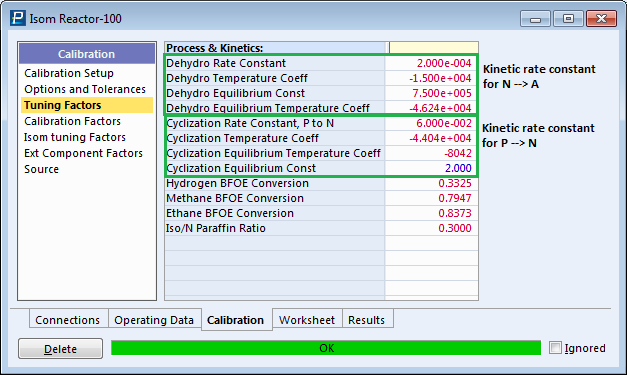 Isom Reactor-100
Calibration
Calibration Setup
Options and Tolerances
Tuning Factors
Calibration Factors
Isom tuning Factors
Ext Component Factors
Source
Process & Kinetics:
Dehydro Rate Constant 2.000e-004
Dehydro Temperature Coeff -1.500e+004
Dehydro Equilibrium Const 7.500e+005
Dehydro Equilibrium Temperature Coeff -4.624e+004
Cyclization Rate Constant, P to N 6.000e-002
Cyclization Temperature Coeff -4.404e+004
Cyclization Equilibrium Temperature Coeff -8042
Cyclization Equilibrium Const 2.000
Hydrogen BFOE Conversion 0.3325
Methane BFOE Conversion 0.7947
Ethane BFOE Conversion 0.8373
Iso/N Paraffin Ratio 0.3000
Kinetic rate constant
for N --> A
Kinetic rate constant
for P --> N
Connections Operating Data Calibration Worksheet Results
Delete OK Ignored